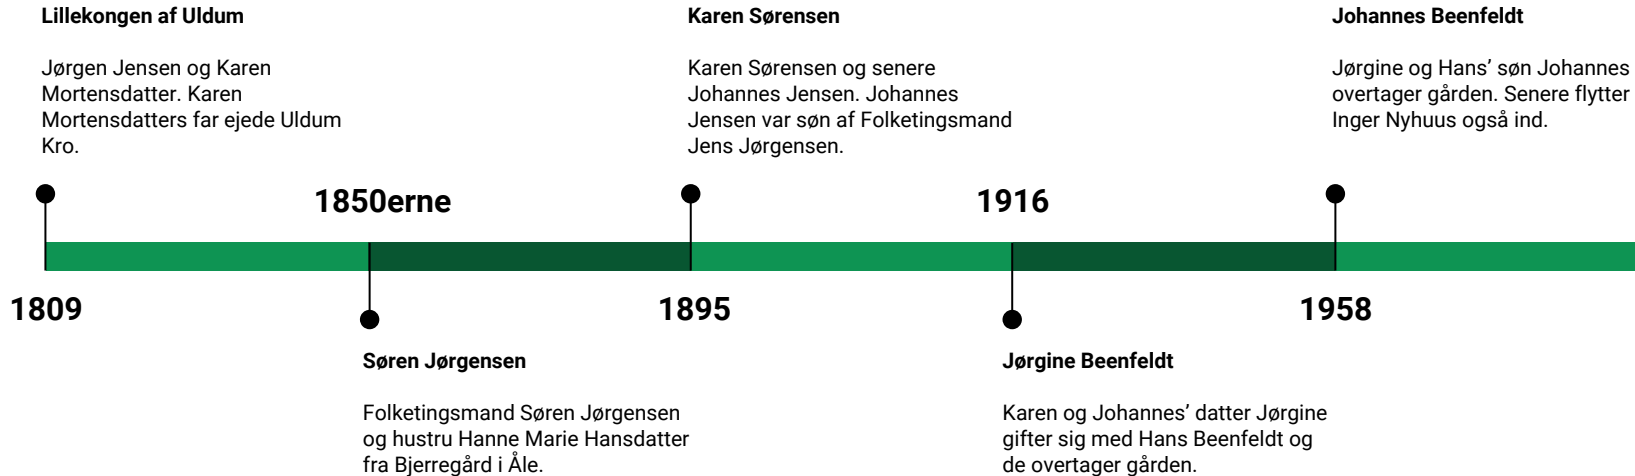 Lillekongen af Uldum
Jørgen Jensen og Karen
Mortensdatter. Karen
Mortensdatters far ejede Uldum
Kro.
1809
1850erne
Søren Jørgensen
Folketingsmand Søren Jørgensen
og hustru Hanne Marie Hansdatter
fra Bjerregård i Åle.
Karen Sørensen
Karen Sørensen og senere
Johannes Jensen. Johannes
Jensen var søn af Folketingsmand
Jens Jørgensen.
1895
1916
Jørgine Beenfeldt
Karen og Johannes’ datter Jørgine
gifter sig med Hans Beenfeldt og
de overtager gården.
Johannes Beenfeldt
Jørgine og Hans’ søn Johannes
overtager gården. Senere flytter
Inger Nyhuus også ind.
1958